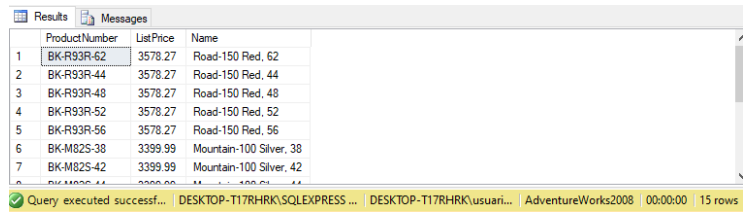 Results Messages
ProductNumber ListPrice Name
1 BK-R93R-62 3578.27 Road-150 Red, 62
2 BK-R93R-44 3578.27 Road-150 Red, 44
3 BK-R93R-48 3578.27 Road-150 Red, 48
4 BK-R93R-52 3578.27 Road-150 Red, 52
5 BK-R93R-56 3578.27 Road-150 Red, 56
6 BK-M82S-38 3399.99 Mountain-100 Silver, 38
7 BK-M82S-42 3399.99 Mountain-100 Silver, 42
Query executed successf... DESKTOP-T17RHRK\SQLEXPRESS ... DESKTOP-T17RHRK\usuari... AdventureWorks2008 00:00:00 15 rows